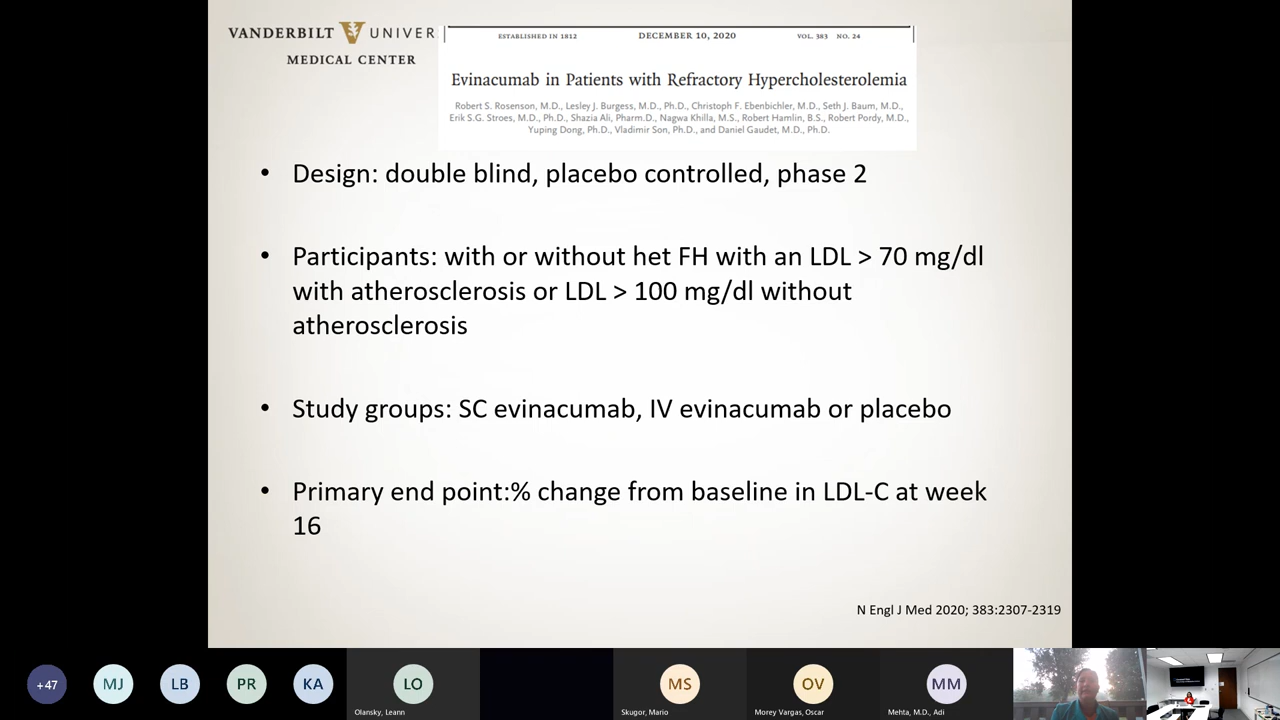 VANDERBILT UNIVER
MEDICAL CENTER
ESTABLISHED IN 1812 DECEMBER 10, 2020 VOL. 383 NO. 24
Evinacumab in Patients with Refractory Hypercholesterolemia
Robert S. Rosenson, M.D., Lesley J. Burgess, M.D., Ph.D., Christoph F. Ebenbichler, M.D., Seth J. Baum, M.D.,
Erik S.G. Stroes, M.D., Ph.D., Shazia Ali, Pharm.D., Nagwa Khilla, M.S., Robert Hamlin, B.S., Robert Pordy, M.D.,
Yuping Dong, Ph.D., Vladimir Son, Ph.D., and Daniel Gaudet, M.D., Ph.D.
• Design: double blind, placebo controlled, phase 2
• Participants: with or without het FH with an LDL > 70 mg/dl
with atherosclerosis or LDL > 100 mg/dl without
atherosclerosis
• Study groups: SC evinacumab, IV evinacumab or placebo
• Primary end point:% change from baseline in LDL-C at week
16
N Engl J Med 2020; 383:2307-2319
+47 MJ LB PR KA LO MS OV MM
Olansky, Leann Skugor, Mario Morey Vargas, Oscar Mehta, M.D., Adi